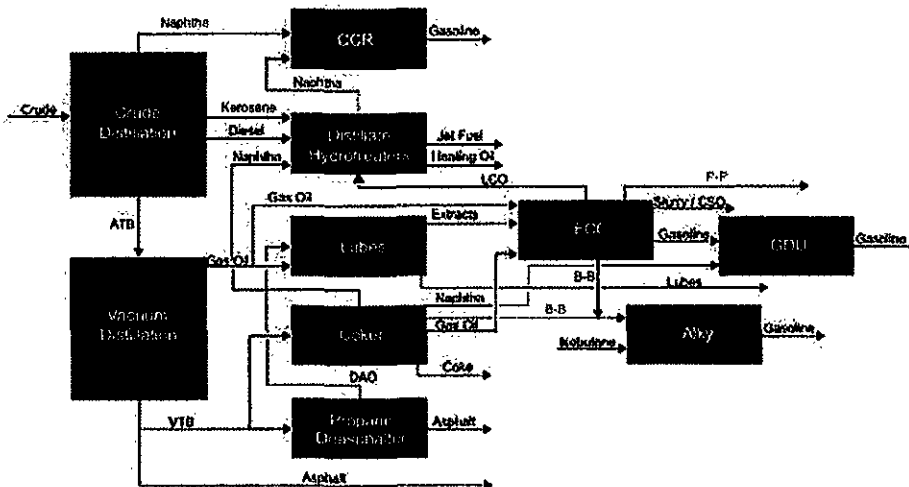 Naphtha
CCR
Gasoline
Naphtha
Crude
Crude
Distillation
Kerosene
Diesel
Naphtha
Distillate
Hydrotreaters
Jet Fuel
Heating Oil
LCO
P-P
Slurry / CSO
ATB
Gas Oil
Extracts
FCC
Gasoline
GDU
Gasoline
Gas Oil
Lubes
B-B
Lubes
Vacuum
Distillation
Naphtha
Coker
Gas Oil
B-B
Isobutane
Alky
Gasoline
DAO
Coke
VTB
Propane
Deasphalter
Asphalt
Asphalt